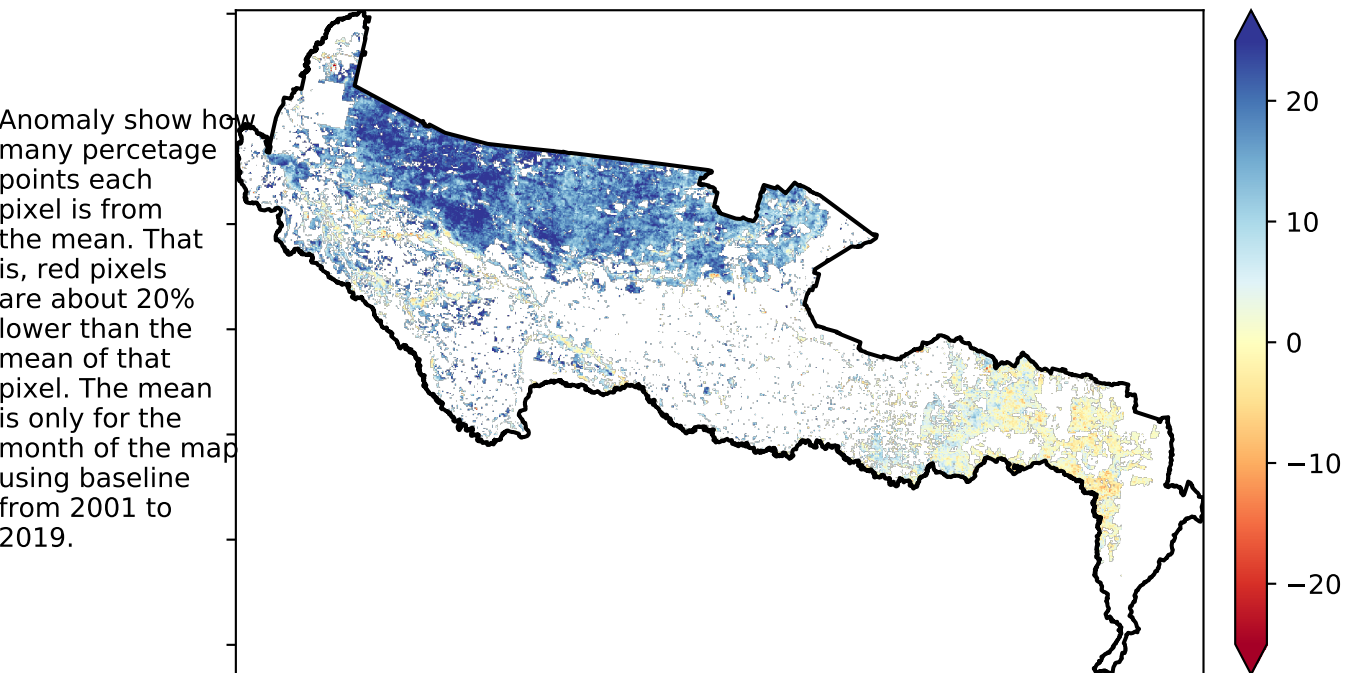 Anomaly show how
many percetage
points each
pixel is from
the mean. That
is, red pixels
are about 20%
lower than the
mean of that
pixel. The mean
is only for the
month of the map
using baseline
from 2001 to
2019.
20
10
0
−10
−20